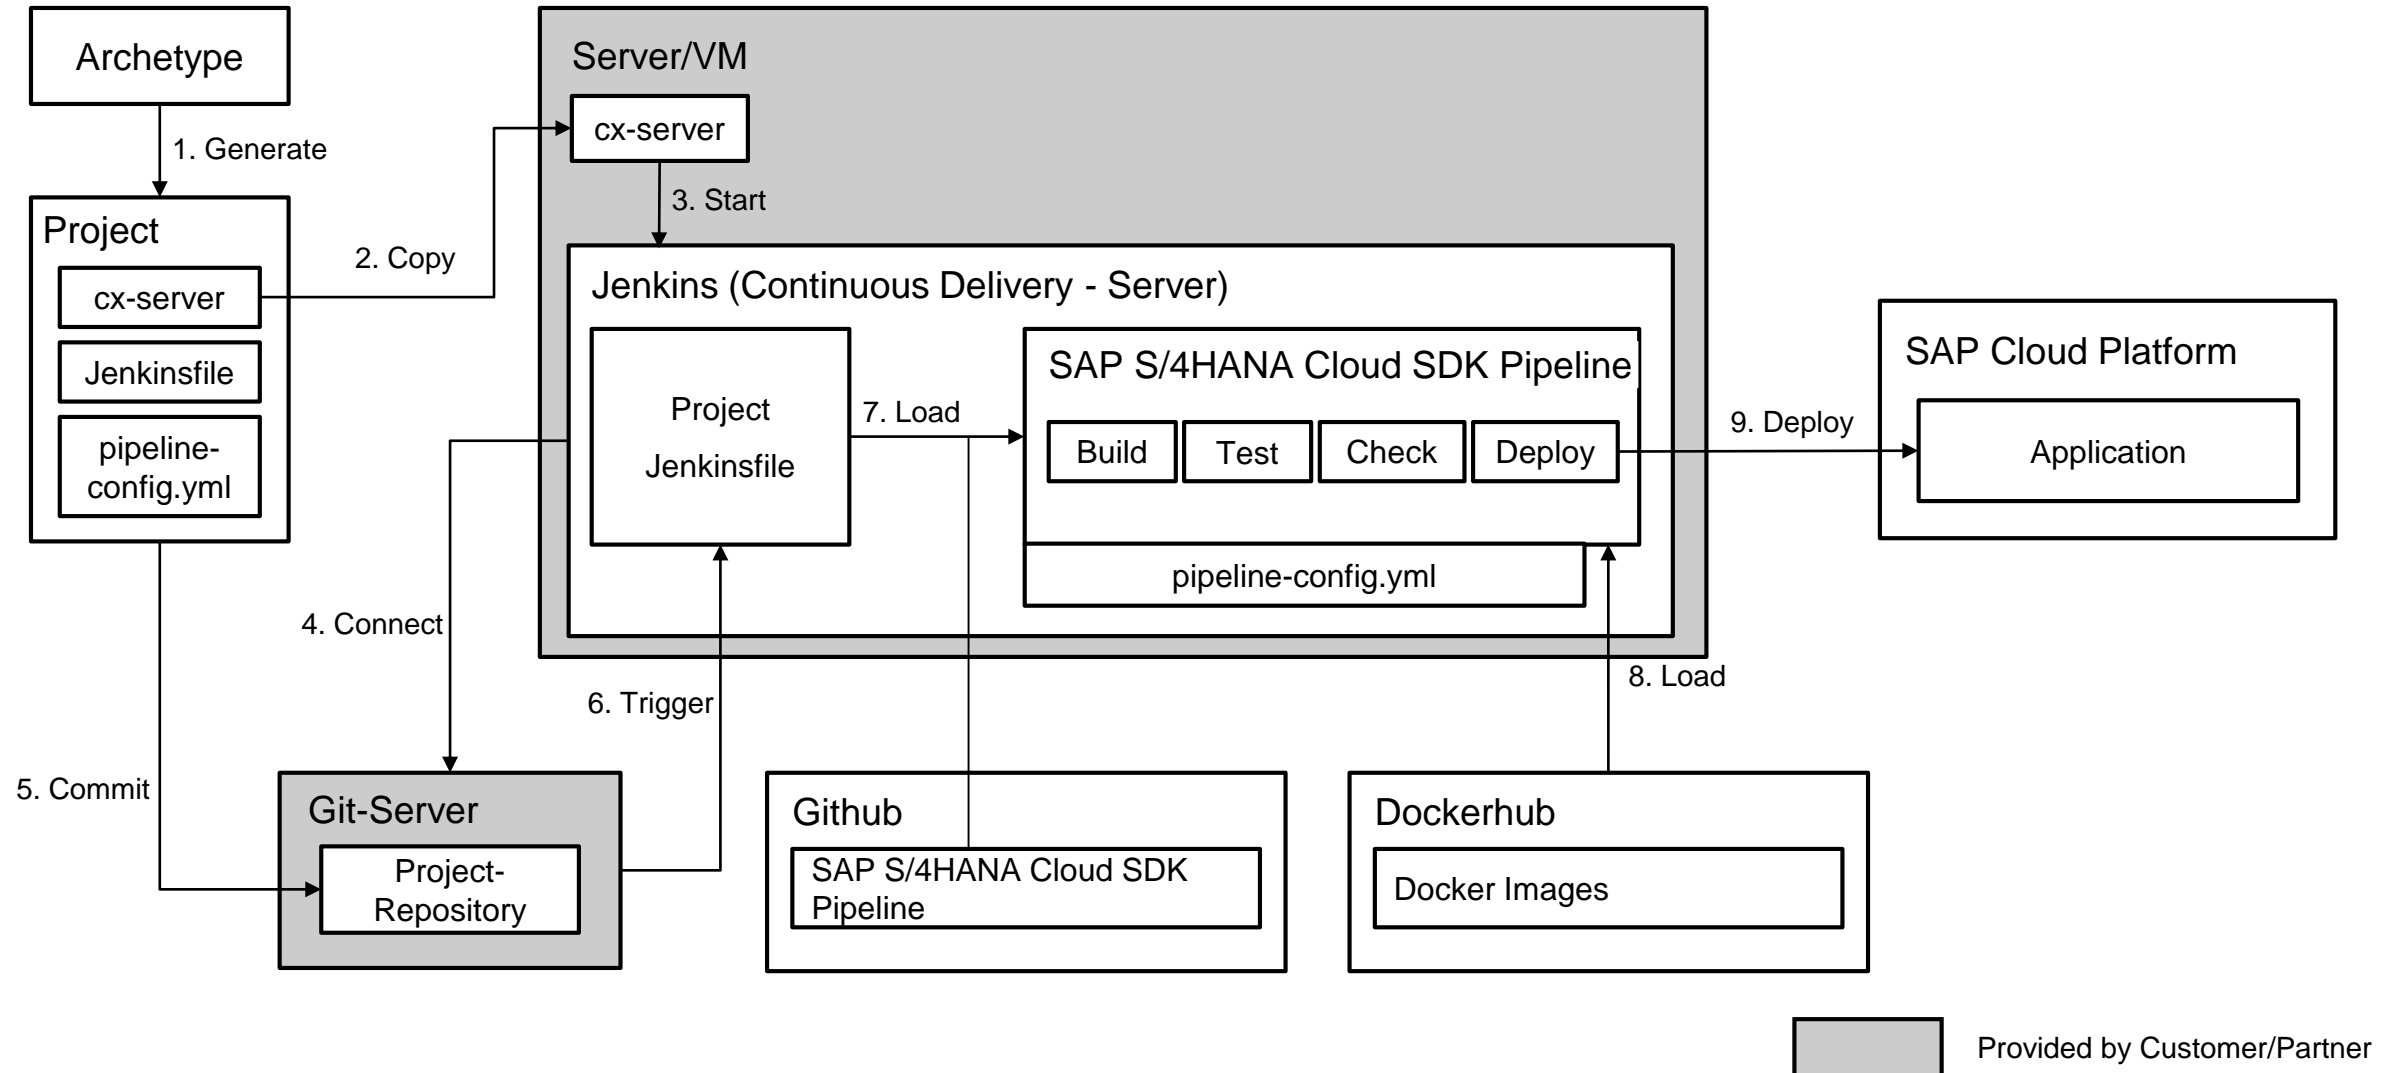 Archetype
1. Generate
Project
cx-server
Jenkinsfile
pipeline-
config.yml
2. Copy
Server/VM
cx-server
3. Start
Jenkins (Continuous Delivery - Server)
Project
Jenkinsfile
7. Load
SAP S/4HANA Cloud SDK Pipeline
Build
Test
Check
Deploy
pipeline-config.yml
9. Deploy
SAP Cloud Platform
Application
4. Connect
6. Trigger
8. Load
5. Commit
Git-Server
Project-
Repository
Github
SAP S/4HANA Cloud SDK
Pipeline
Dockerhub
Docker Images
Provided by Customer/Partner